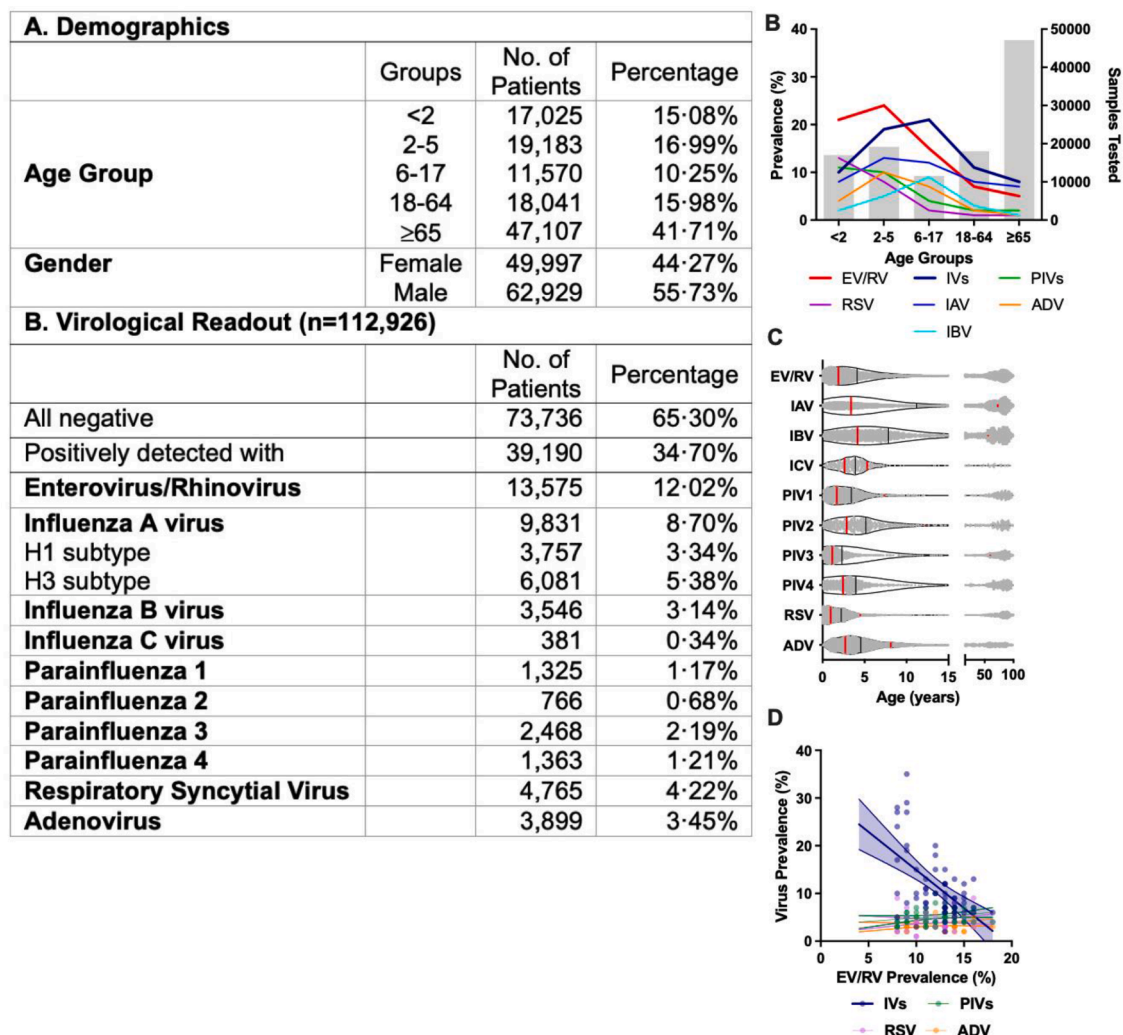 A. Demographics
Groups No. of Patients Percentage
Age Group
<2 17,025 15·08%
2-5 19,183 16·99%
6-17 11,570 10·25%
18-64 18,041 15·98%
≥65 47,107 41·71%
Gender Female 49,997 44·27%
Male 62,929 55·73%
B. Virological Readout (n=112,926)
No. of Patients Percentage
All negative 73,736 65·30%
Positively detected with 39,190 34·70%
Enterovirus/Rhinovirus 13,575 12·02%
Influenza A virus 9,831 8·70%
H1 subtype 3,757 3·34%
H3 subtype 6,081 5·38%
Influenza B virus 3,546 3·14%
Influenza C virus 381 0·34%
Parainfluenza 1 1,325 1·17%
Parainfluenza 2 766 0·68%
Parainfluenza 3 2,468 2·19%
Parainfluenza 4 1,363 1·21%
Respiratory Syncytial Virus 4,765 4·22%
Adenovirus 3,899 3·45%
B
Prevalence (%)
40
30
20
10
0
50000
40000
30000
20000
10000
0
Samples Tested
<2 2-5 6-17 18-64 ≥65
Age Groups
EV/RV IVs PIVs
RSV IAV ADV
IBV
C
EV/RV
IAV
IBV
ICV
PIV1
PIV2
PIV3
PIV4
RSV
ADV
0 5 10 15 50 100
Age (years)
D
Virus Prevalence (%)
40
30
20
10
0
0 5 10 15 20
EV/RV Prevalence (%)
IVs PIVs
RSV ADV